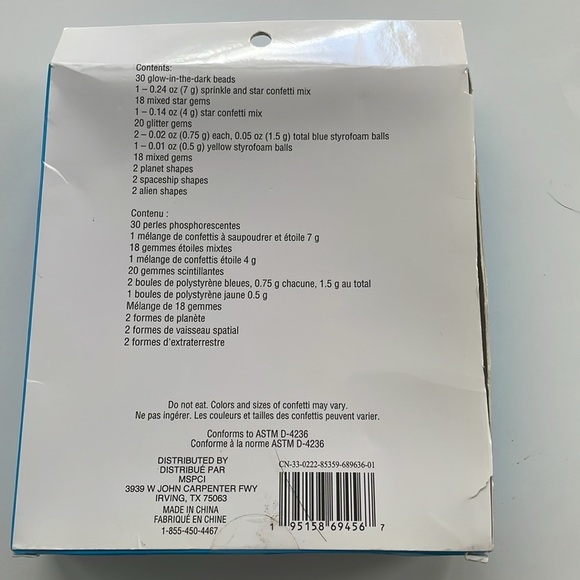 Contents:
30 glow-in-the-dark beads
1 – 0.24 oz (7 g) sprinkle and star confetti mix
18 mixed star gems
1 – 0.14 oz (4 g) star confetti mix
20 glitter gems
2 – 0.02 oz (0.75 g) each, 0.05 oz (1.5 g) total blue styrofoam balls
1 – 0.01 oz (0.5 g) yellow styrofoam balls
18 mixed gems
2 planet shapes
2 spaceship shapes
2 alien shapes
Contenu :
30 perles phosphorescentes
1 mélange de confettis à saupoudrer et étoile 7 g
18 gemmes étoiles mixtes
1 mélange de confettis étoile 4 g
20 gemmes scintillantes
2 boules de polystyrène bleues, 0.75 g chacune, 1.5 g au total
1 boules de polystyrène jaune 0.5 g
Mélange de 18 gemmes
2 formes de planète
2 formes de vaisseau spatial
2 formes d'extraterrestre
Do not eat. Colors and sizes of confetti may vary.
Ne pas ingérer. Les couleurs et tailles des confettis peuvent varier.
Conforms to ASTM D-4236
Conforme à la norme ASTM D-4236
DISTRIBUTED BY
DISTRIBUÉ PAR
MSPCI
3939 W JOHN CARPENTER FWY
IRVING, TX 75063
MADE IN CHINA
FABRIQUÉ EN CHINE
1-855-450-4467
CN-33-0222-85359-689636-01
1 95158 69456 7